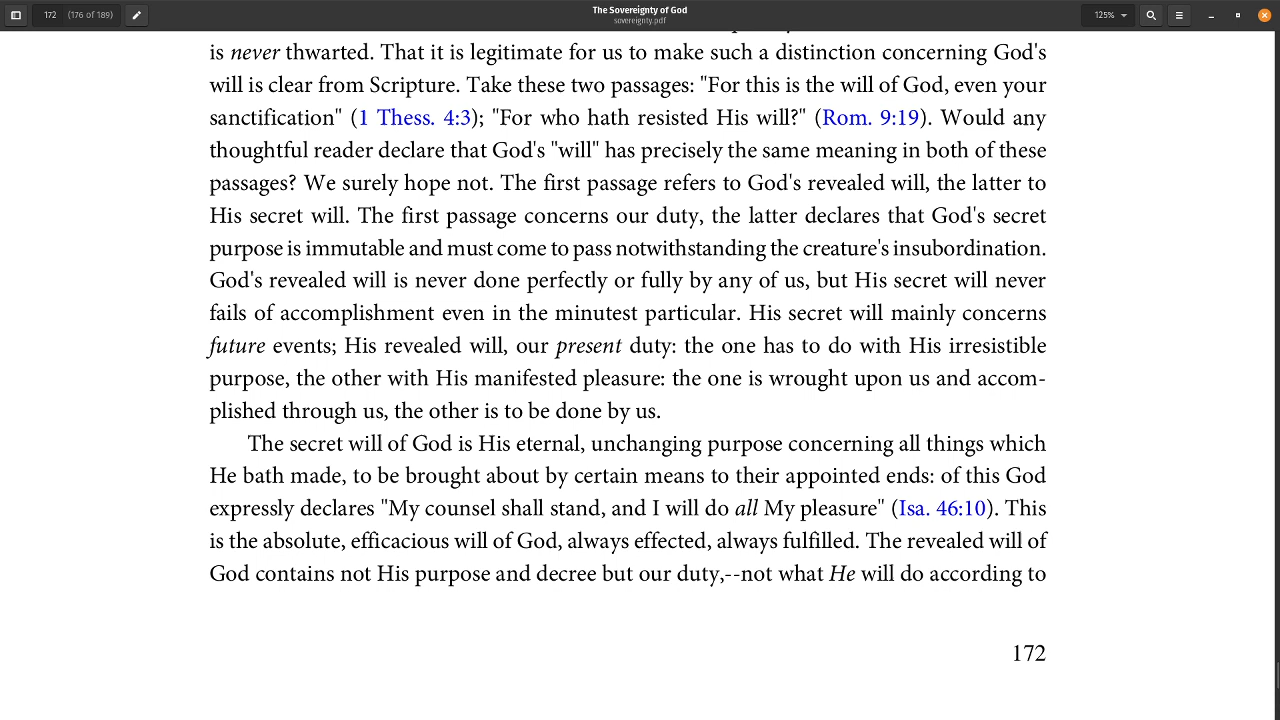 The Sovereignty of God
sovereignty.pdf
172 (176 of 189)
125%
is never thwarted. That it is legitimate for us to make such a distinction concerning God's
will is clear from Scripture. Take these two passages: "For this is the will of God, even your
sanctification" (1 Thess. 4:3); "For who hath resisted His will?" (Rom. 9:19). Would any
thoughtful reader declare that God's "will" has precisely the same meaning in both of these
passages? We surely hope not. The first passage refers to God's revealed will, the latter to
His secret will. The first passage concerns our duty, the latter declares that God's secret
purpose is immutable and must come to pass notwithstanding the creature's insubordination.
God's revealed will is never done perfectly or fully by any of us, but His secret will never
fails of accomplishment even in the minutest particular. His secret will mainly concerns
future events; His revealed will, our present duty: the one has to do with His irresistible
purpose, the other with His manifested pleasure: the one is wrought upon us and accom-
plished through us, the other is to be done by us.
The secret will of God is His eternal, unchanging purpose concerning all things which
He bath made, to be brought about by certain means to their appointed ends: of this God
expressly declares "My counsel shall stand, and I will do all My pleasure" (Isa. 46:10). This
is the absolute, efficacious will of God, always effected, always fulfilled. The revealed will of
God contains not His purpose and decree but our duty,--not what He will do according to
172